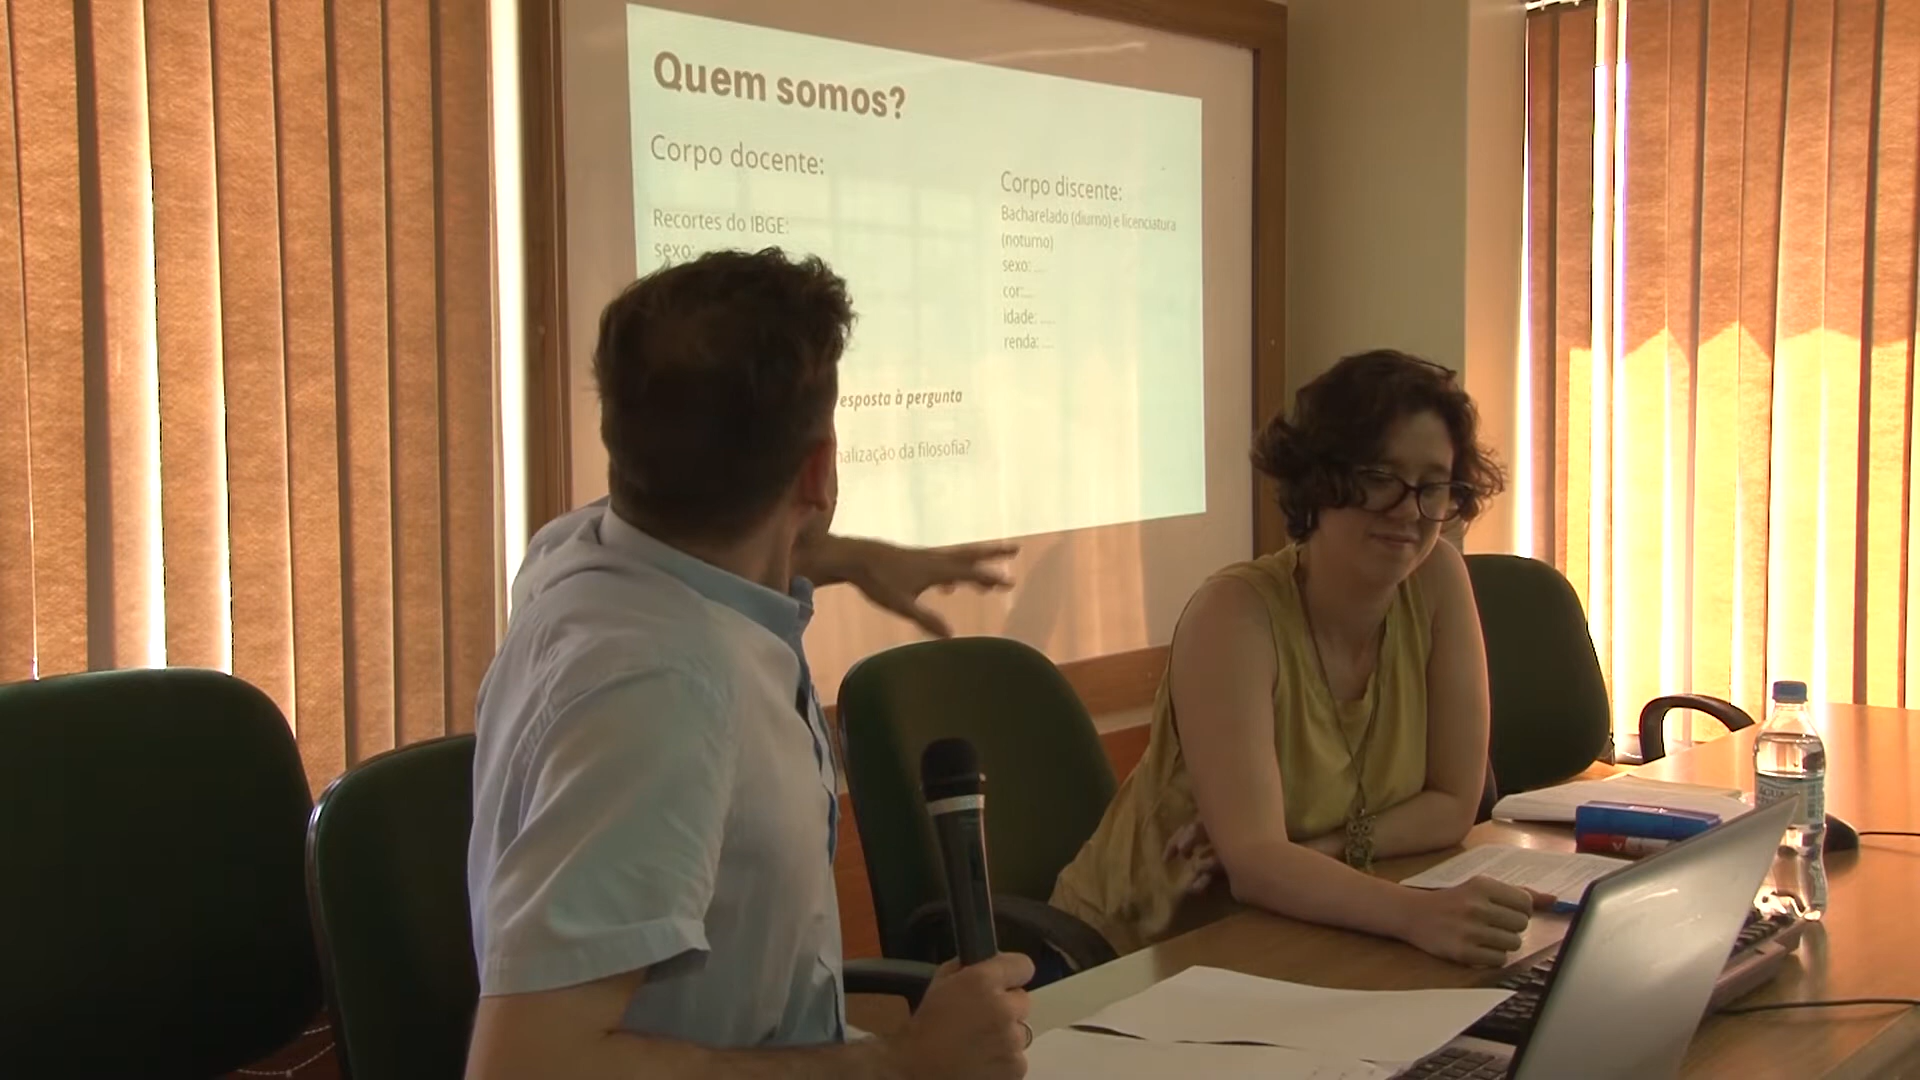 Quem somos?
Corpo docente:
Recortes do IBGE:
sexo:
esposta à pergunta
nalização da filosofia?
Corpo discente:
Bacharelado (diurno) e licenciatura
(noturno)
sexo: ....
cor:....
idade: .....
renda: ....